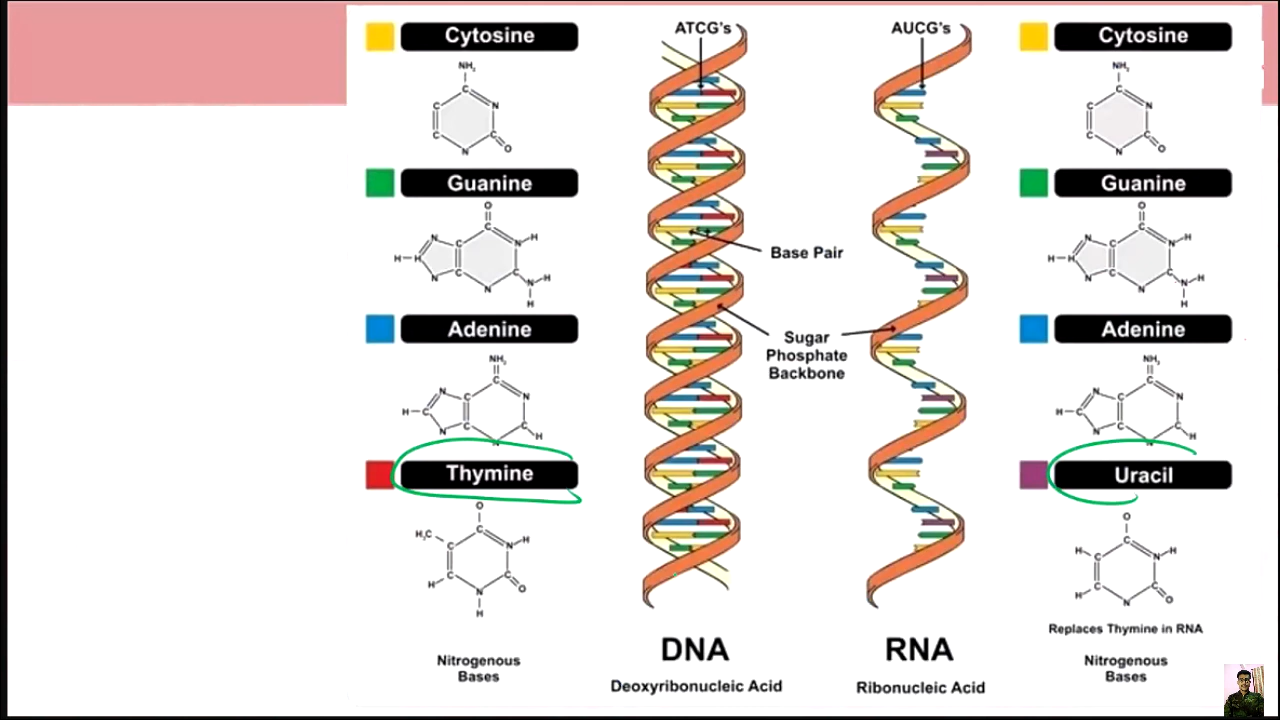 Cytosine
NH₂
C
C
N
C
C
N
O
Guanine
O
C
N
C
N
H
H
H
N
C
C
N
N
H
H
Adenine
NH₂
C
N
C
N
H
C
N
C
C
H
N
Thymine
O
H₃C
C
C
N
H
C
C
H
O
N
H
Nitrogenous
Bases
ATCG's
AUCG's
Base Pair
Sugar
Phosphate
Backbone
DNA
Deoxyribonucleic Acid
RNA
Ribonucleic Acid
Cytosine
NH₂
C
C
N
C
C
N
O
Guanine
O
C
N
C
N
H
H
H
N
C
C
N
N
H
H
Adenine
NH₂
C
N
C
N
H
C
N
C
C
H
N
Uracil
O
H
C
C
N
H
C
C
H
O
N
Replaces Thymine in RNA
Nitrogenous
Bases